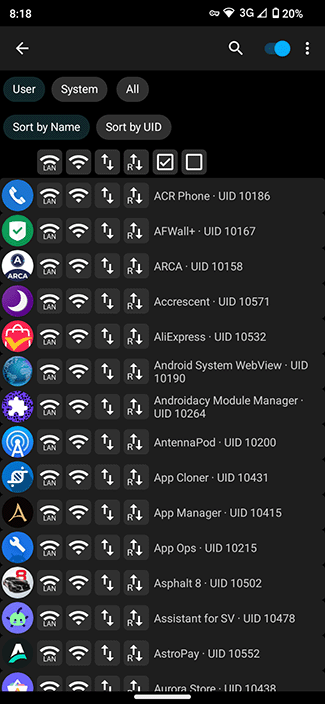 8:18 3G 20%
User System All
Sort by Name Sort by UID
LAN R
LAN R ACR Phone · UID 10186
LAN R AFWall+ · UID 10167
ARCA LAN R ARCA · UID 10158
LAN R Accrescent · UID 10571
LAN R AliExpress · UID 10532
LAN R Android System WebView · UID
10190
LAN R Androidacy Module Manager ·
UID 10264
LAN R AntennaPod · UID 10200
LAN R App Cloner · UID 10431
LAN R App Manager · UID 10415
LAN R App Ops · UID 10215
8 LAN R Asphalt 8 · UID 10502
LAN R Assistant for SV · UID 10478
LAN R AstroPay · UID 10552
Aurora Store · UID 10438